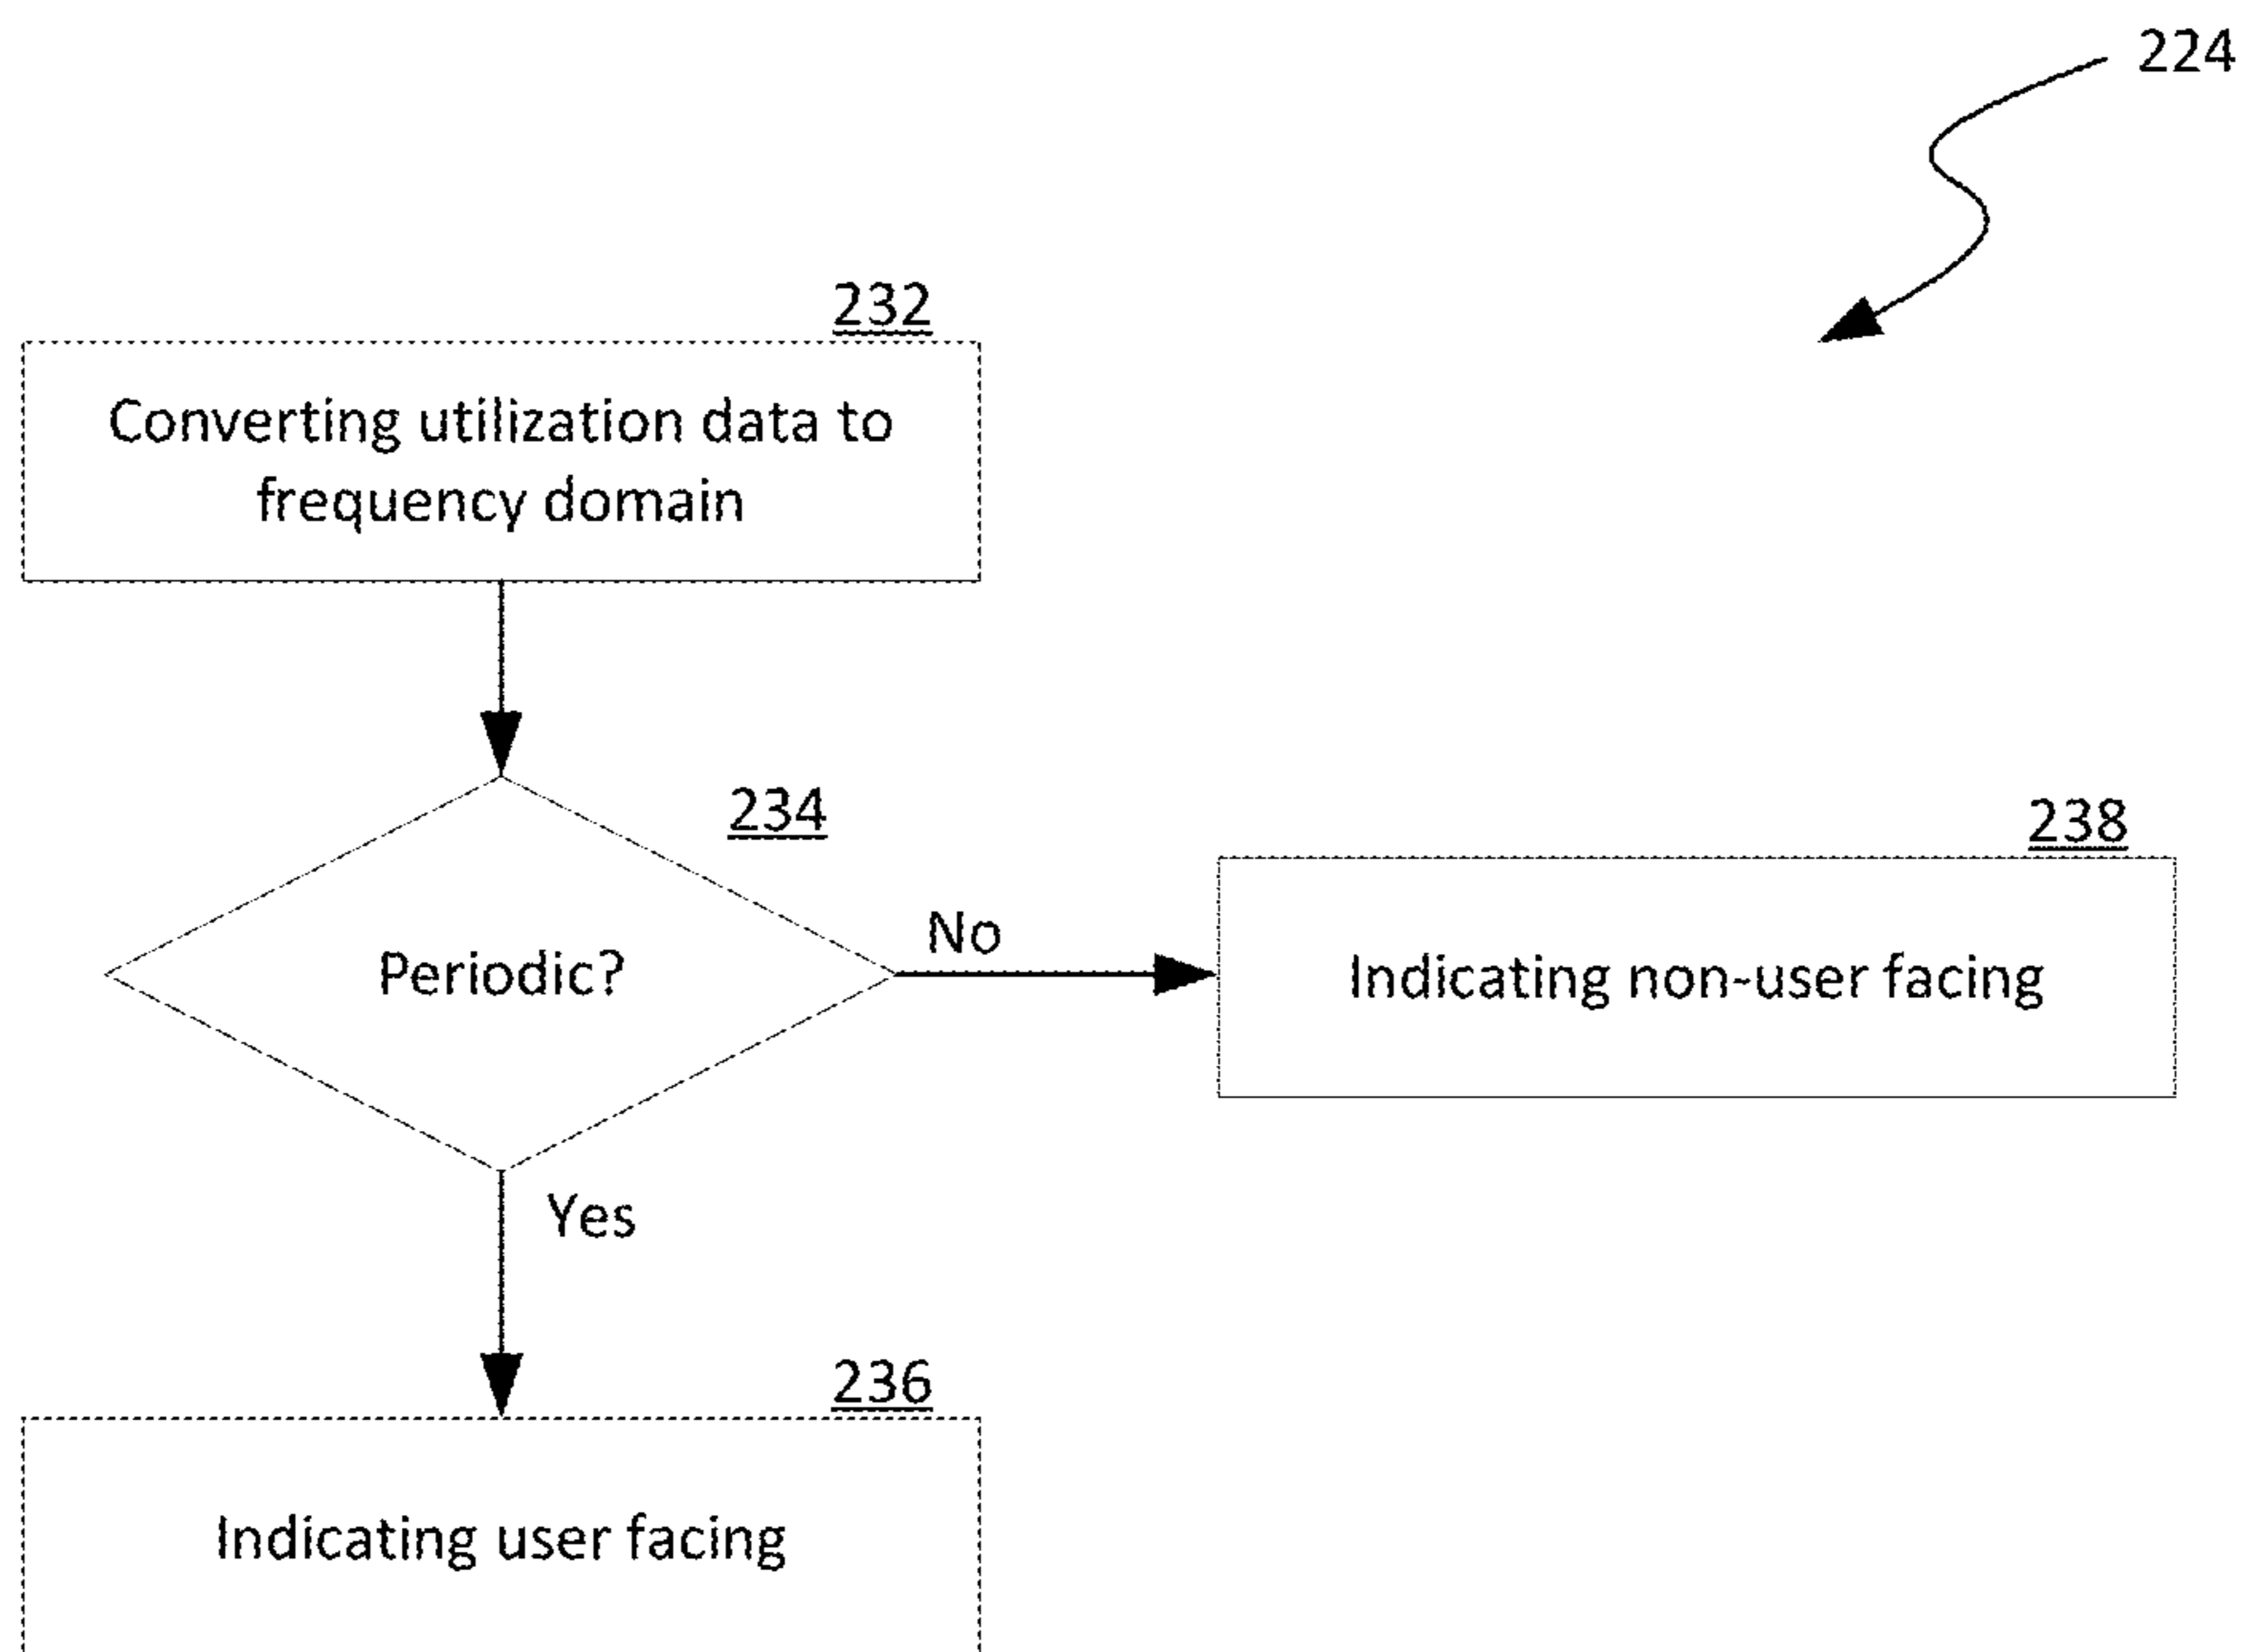 224
232
Converting utilization data to
frequency domain
234
Periodic?
No
238
Indicating non-user facing
Yes
236
Indicating user facing